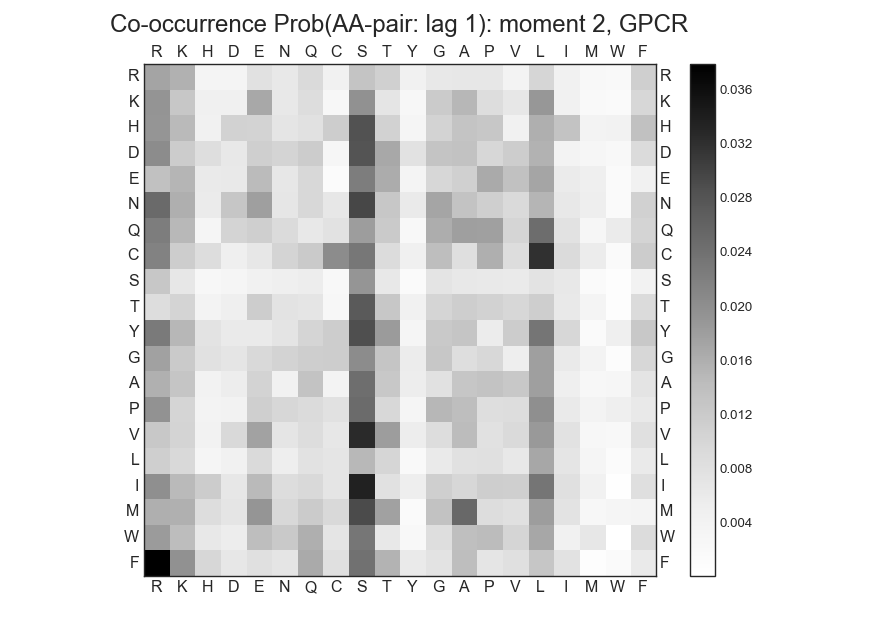 Co-occurrence Prob(AA-pair: lag 1): moment 2, GPCR
R K H D E N Q C S T Y G A P V L I M W F
R R
K K
H H
D D
E E
N N
Q Q
C C
S S
T T
Y Y
G G
A A
P P
V V
L L
I I
M M
W W
F F
R K H D E N Q C S T Y G A P V L I M W F
0.036
0.032
0.028
0.024
0.020
0.016
0.012
0.008
0.004